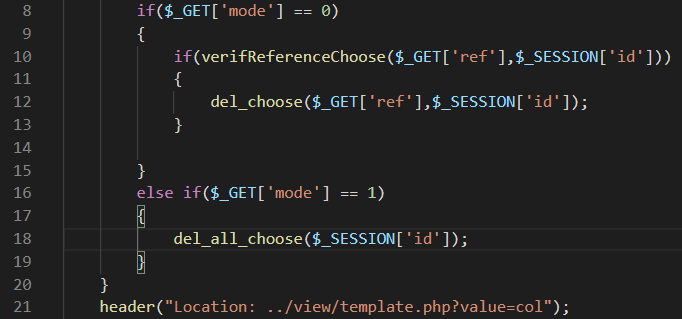 8 if($_GET['mode'] == 0)
9 {
10 if(verifReferenceChoose($_GET['ref'],$_SESSION['id']))
11 {
12 del_choose($_GET['ref'],$_SESSION['id']);
13 }
14
15 }
16 else if($_GET['mode'] == 1)
17 {
18 del_all_choose($_SESSION['id']);
19 }
20 }
21 header("Location: ../view/template.php?value=col");